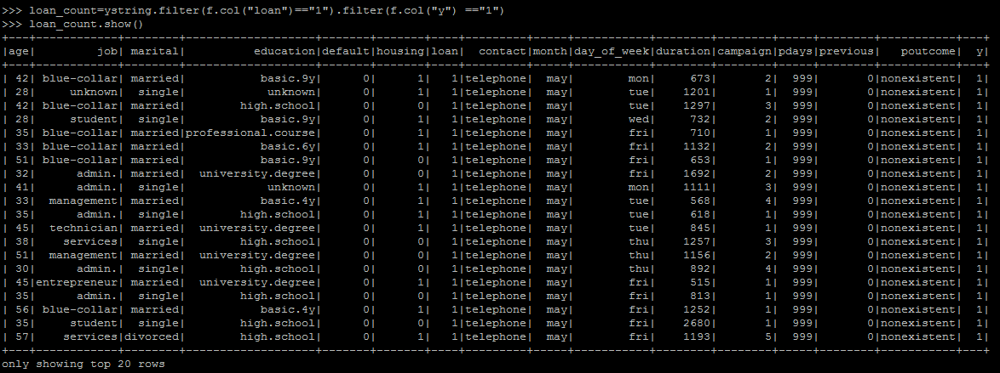 >>> loan_count=ystring.filter(f.col("loan")=="1").filter(f.col("y") =="1")
>>> loan_count.show()
+---+------------+--------+-------------------+-------+-------+----+---------+-----+-----------+--------+--------+-----+--------+-----------+---+
|age|         job| marital|          education|default|housing|loan|  contact|month|day_of_week|duration|campaign|pdays|previous|   poutcome|  y|
+---+------------+--------+-------------------+-------+-------+----+---------+-----+-----------+--------+--------+-----+--------+-----------+---+
| 42| blue-collar| married|           basic.9y|      0|      1|   1|telephone|  may|        mon|     673|       2|  999|       0|nonexistent|  1|
| 28|     unknown|  single|            unknown|      0|      1|   1|telephone|  may|        tue|    1201|       1|  999|       0|nonexistent|  1|
| 42| blue-collar| married|        high.school|      0|      0|   1|telephone|  may|        tue|    1297|       3|  999|       0|nonexistent|  1|
| 28|     student|  single|           basic.9y|      0|      0|   1|telephone|  may|        wed|     732|       2|  999|       0|nonexistent|  1|
| 35| blue-collar| married|professional.course|      0|      1|   1|telephone|  may|        fri|     710|       1|  999|       0|nonexistent|  1|
| 33| blue-collar| married|           basic.6y|      0|      1|   1|telephone|  may|        fri|    1132|       2|  999|       0|nonexistent|  1|
| 51| blue-collar| married|           basic.9y|      0|      0|   1|telephone|  may|        fri|     653|       1|  999|       0|nonexistent|  1|
| 32|      admin.| married|  university.degree|      0|      1|   1|telephone|  may|        fri|    1692|       2|  999|       0|nonexistent|  1|
| 41|      admin.|  single|            unknown|      0|      1|   1|telephone|  may|        mon|    1111|       3|  999|       0|nonexistent|  1|
| 33|  management| married|           basic.4y|      0|      1|   1|telephone|  may|        tue|     568|       4|  999|       0|nonexistent|  1|
| 35|      admin.|  single|        high.school|      0|      1|   1|telephone|  may|        tue|     618|       1|  999|       0|nonexistent|  1|
| 45|  technician| married|  university.degree|      0|      1|   1|telephone|  may|        tue|     845|       1|  999|       0|nonexistent|  1|
| 38|    services|  single|        high.school|      0|      1|   1|telephone|  may|        thu|    1257|       3|  999|       0|nonexistent|  1|
| 51|  management| married|  university.degree|      0|      0|   1|telephone|  may|        thu|    1156|       2|  999|       0|nonexistent|  1|
| 30|      admin.|  single|        high.school|      0|      0|   1|telephone|  may|        thu|     892|       4|  999|       0|nonexistent|  1|
| 45|entrepreneur| married|  university.degree|      0|      1|   1|telephone|  may|        fri|     515|       1|  999|       0|nonexistent|  1|
| 35|      admin.|  single|        high.school|      0|      0|   1|telephone|  may|        fri|     813|       1|  999|       0|nonexistent|  1|
| 56| blue-collar| married|           basic.4y|      0|      1|   1|telephone|  may|        fri|    1252|       1|  999|       0|nonexistent|  1|
| 35|     student|  single|        high.school|      0|      0|   1|telephone|  may|        fri|    2680|       1|  999|       0|nonexistent|  1|
| 57|    services|divorced|        high.school|      0|      1|   1|telephone|  may|        fri|    1193|       5|  999|       0|nonexistent|  1|
+---+------------+--------+-------------------+-------+-------+----+---------+-----+-----------+--------+--------+-----+--------+-----------+---+
only showing top 20 rows